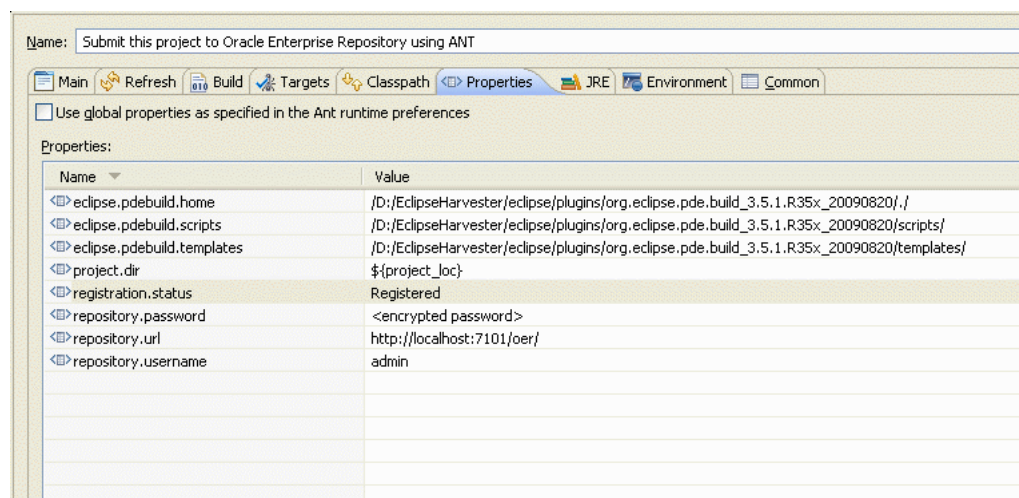 Name: Submit this project to Oracle Enterprise Repository using ANT
Main Refresh Build Targets Classpath Properties JRE Environment Common
Use global properties as specified in the Ant runtime preferences
Properties:
Name Value
eclipse.pdebuild.home /D:/EclipseHarvester/eclipse/plugins/org.eclipse.pde.build_3.5.1.R35x_20090820/./
eclipse.pdebuild.scripts /D:/EclipseHarvester/eclipse/plugins/org.eclipse.pde.build_3.5.1.R35x_20090820/scripts/
eclipse.pdebuild.templates /D:/EclipseHarvester/eclipse/plugins/org.eclipse.pde.build_3.5.1.R35x_20090820/templates/
project.dir ${project_loc}
registration.status Registered
repository.password <encrypted password>
repository.url http://localhost:7101/oer/
repository.username admin